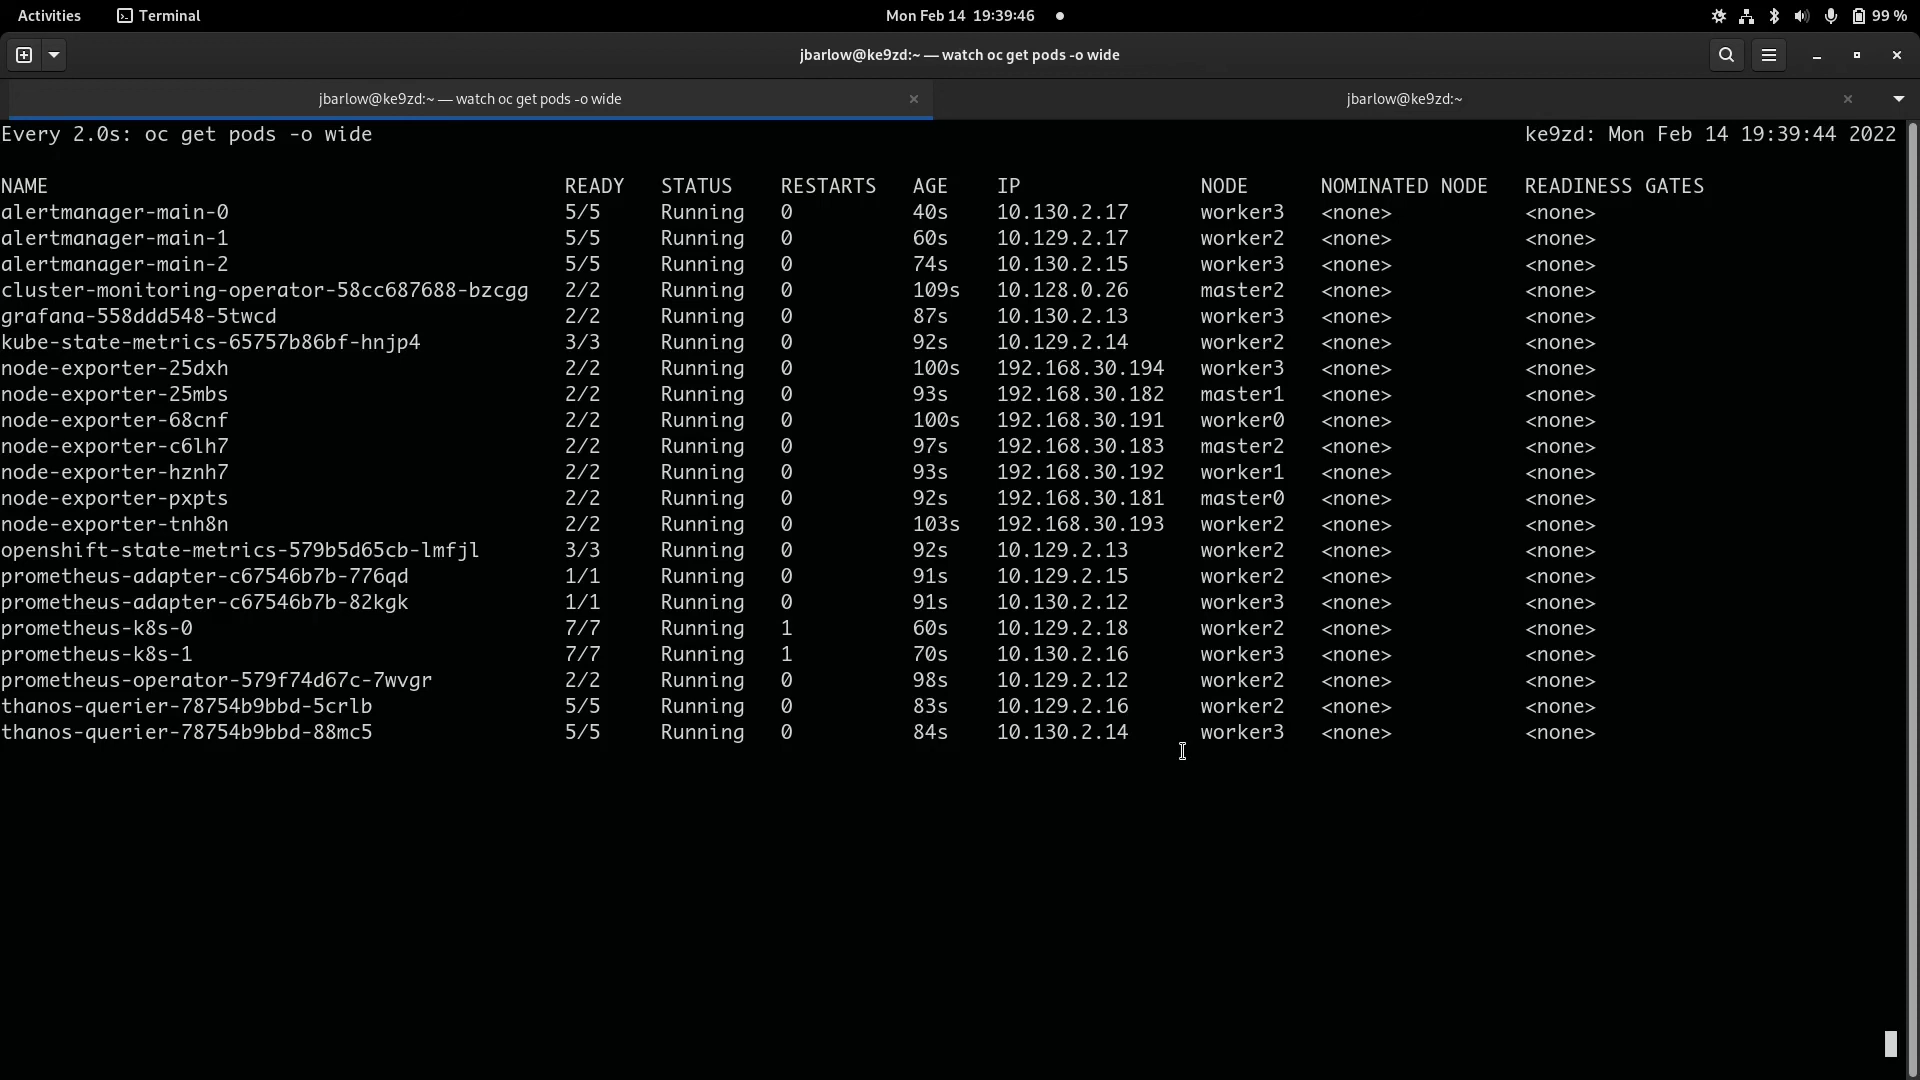 Activities Terminal Mon Feb 14 19:39:46 99 %
jbarlow@ke9zd:~ — watch oc get pods -o wide
jbarlow@ke9zd:~ — watch oc get pods -o wide jbarlow@ke9zd:~
Every 2.0s: oc get pods -o wide ke9zd: Mon Feb 14 19:39:44 2022
NAME READY STATUS RESTARTS AGE IP NODE NOMINATED NODE READINESS GATES
alertmanager-main-0 5/5 Running 0 40s 10.130.2.17 worker3 <none> <none>
alertmanager-main-1 5/5 Running 0 60s 10.129.2.17 worker2 <none> <none>
alertmanager-main-2 5/5 Running 0 74s 10.130.2.15 worker3 <none> <none>
cluster-monitoring-operator-58cc687688-bzcgg 2/2 Running 0 109s 10.128.0.26 master2 <none> <none>
grafana-558ddd548-5twcd 2/2 Running 0 87s 10.130.2.13 worker3 <none> <none>
kube-state-metrics-65757b86bf-hnjp4 3/3 Running 0 92s 10.129.2.14 worker2 <none> <none>
node-exporter-25dxh 2/2 Running 0 100s 192.168.30.194 worker3 <none> <none>
node-exporter-25mbs 2/2 Running 0 93s 192.168.30.182 master1 <none> <none>
node-exporter-68cnf 2/2 Running 0 100s 192.168.30.191 worker0 <none> <none>
node-exporter-c6lh7 2/2 Running 0 97s 192.168.30.183 master2 <none> <none>
node-exporter-hznh7 2/2 Running 0 93s 192.168.30.192 worker1 <none> <none>
node-exporter-pxpts 2/2 Running 0 92s 192.168.30.181 master0 <none> <none>
node-exporter-tnh8n 2/2 Running 0 103s 192.168.30.193 worker2 <none> <none>
openshift-state-metrics-579b5d65cb-lmfjl 3/3 Running 0 92s 10.129.2.13 worker2 <none> <none>
prometheus-adapter-c67546b7b-776qd 1/1 Running 0 91s 10.129.2.15 worker2 <none> <none>
prometheus-adapter-c67546b7b-82kgk 1/1 Running 0 91s 10.130.2.12 worker3 <none> <none>
prometheus-k8s-0 7/7 Running 1 60s 10.129.2.18 worker2 <none> <none>
prometheus-k8s-1 7/7 Running 1 70s 10.130.2.16 worker3 <none> <none>
prometheus-operator-579f74d67c-7wvgr 2/2 Running 0 98s 10.129.2.12 worker2 <none> <none>
thanos-querier-78754b9bbd-5crlb 5/5 Running 0 83s 10.129.2.16 worker2 <none> <none>
thanos-querier-78754b9bbd-88mc5 5/5 Running 0 84s 10.130.2.14 worker3 <none> <none>